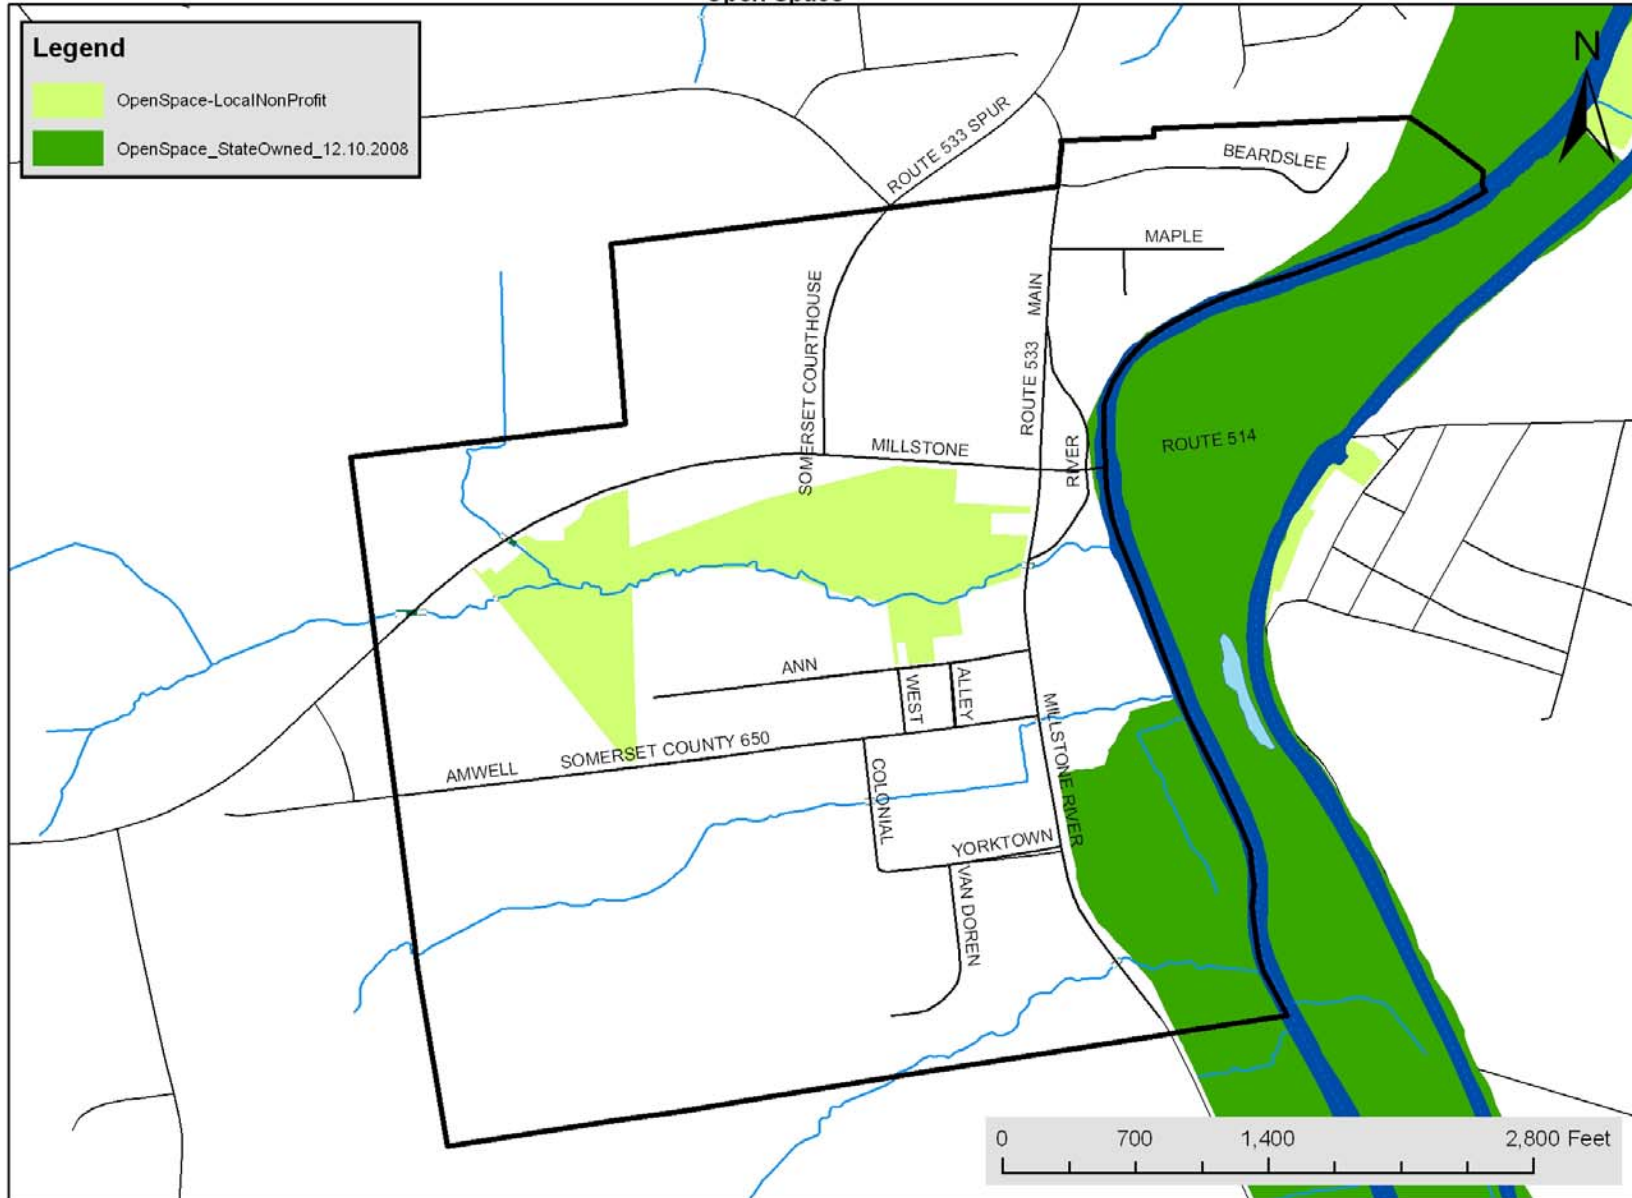 Open Space
Legend
OpenSpace-LocalNonProfit
OpenSpace_StateOwned_12.10.2008
N
ROUTE 533 SPUR
BEARDSLEE
MAPLE
SOMERSET COURTHOUSE
ROUTE 533
MAIN
MILLSTONE
RIVER
ROUTE 514
ANN
WEST
ALLEY
MILLSTONE RIVER
AMWELL
SOMERSET COUNTY 650
COLONIAL
YORKTOWN
VAN DOREN
0 700 1,400 2,800 Feet